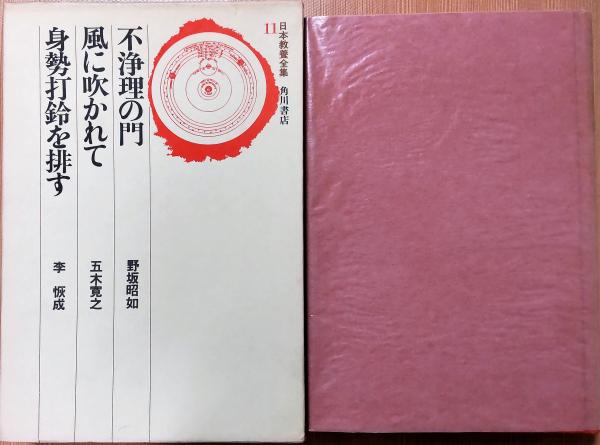 11
日本教養全集
角川書店
不浄理の門
野坂昭如
風に吹かれて
五木寛之
身勢打鈴を排す
李恢成